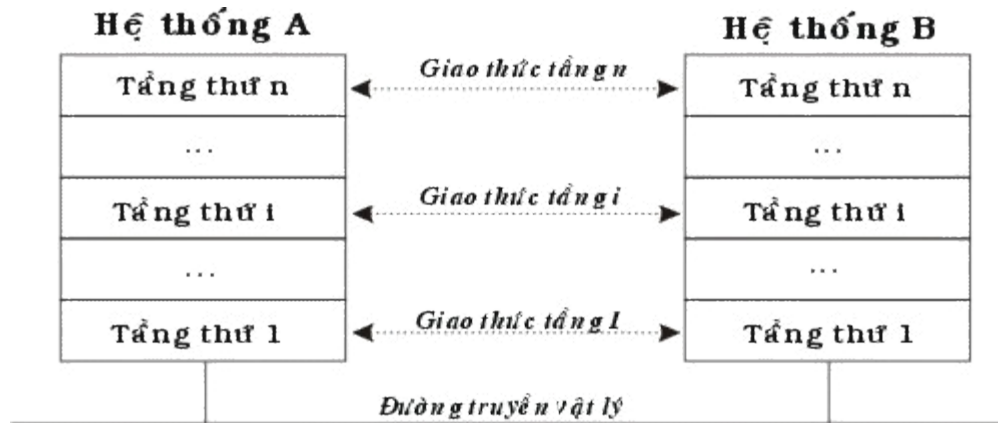 Hệ thống A
Hệ thống B
Tầng thứ n
Giao thức tầng n
Tầng thứ n
...
...
Tầng thứ i
Giao thức tầng i
Tầng thứ i
...
...
Tầng thứ 1
Giao thức tầng 1
Tầng thứ 1
Đường truyền vật lý